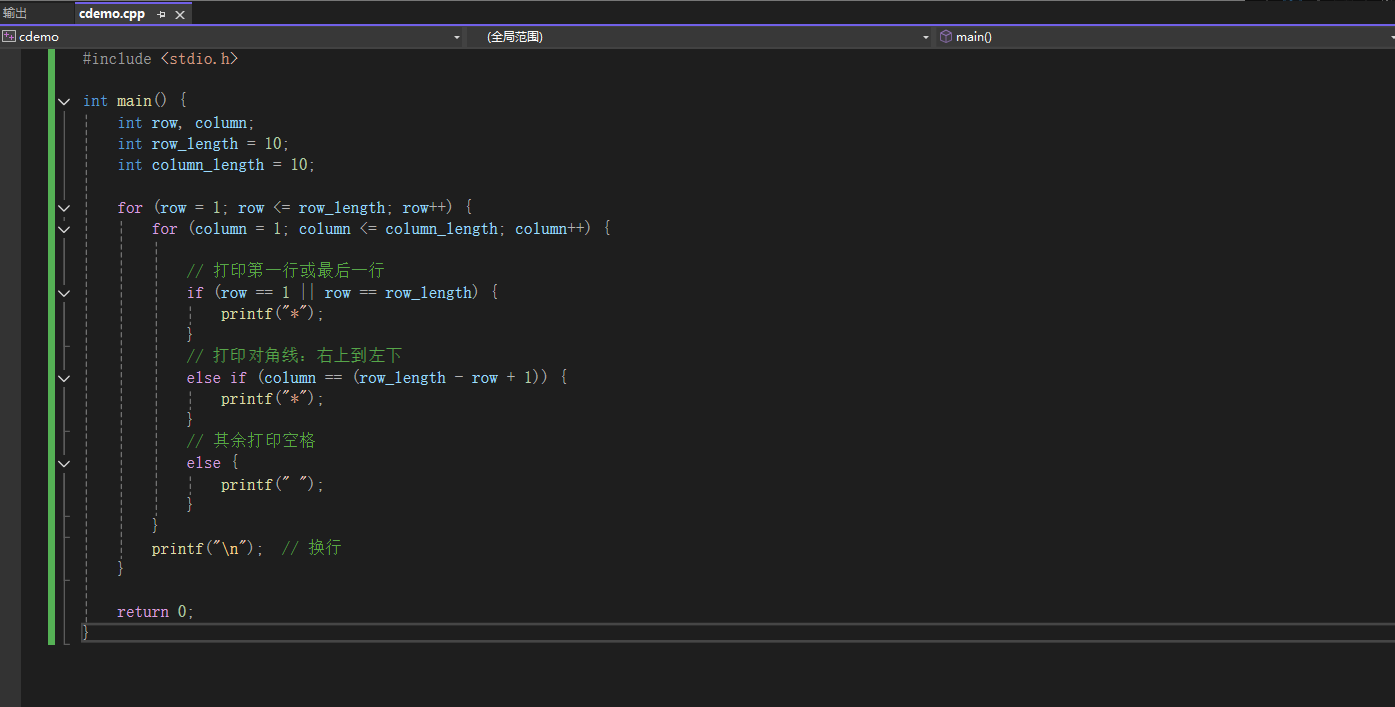 输出
cdemo.cpp
cdemo
(全局范围)
main()
#include <stdio.h>
int main() {
    int row, column;
    int row_length = 10;
    int column_length = 10;
    for (row = 1; row <= row_length; row++) {
        for (column = 1; column <= column_length; column++) {
            // 打印第一行或最后一行
            if (row == 1 || row == row_length) {
                printf("*");
            }
            // 打印对角线：右上到左下
            else if (column == (row_length - row + 1)) {
                printf("*");
            }
            // 其余打印空格
            else {
                printf(" ");
            }
        }
        printf("\n");  // 换行
    }
    return 0;
}